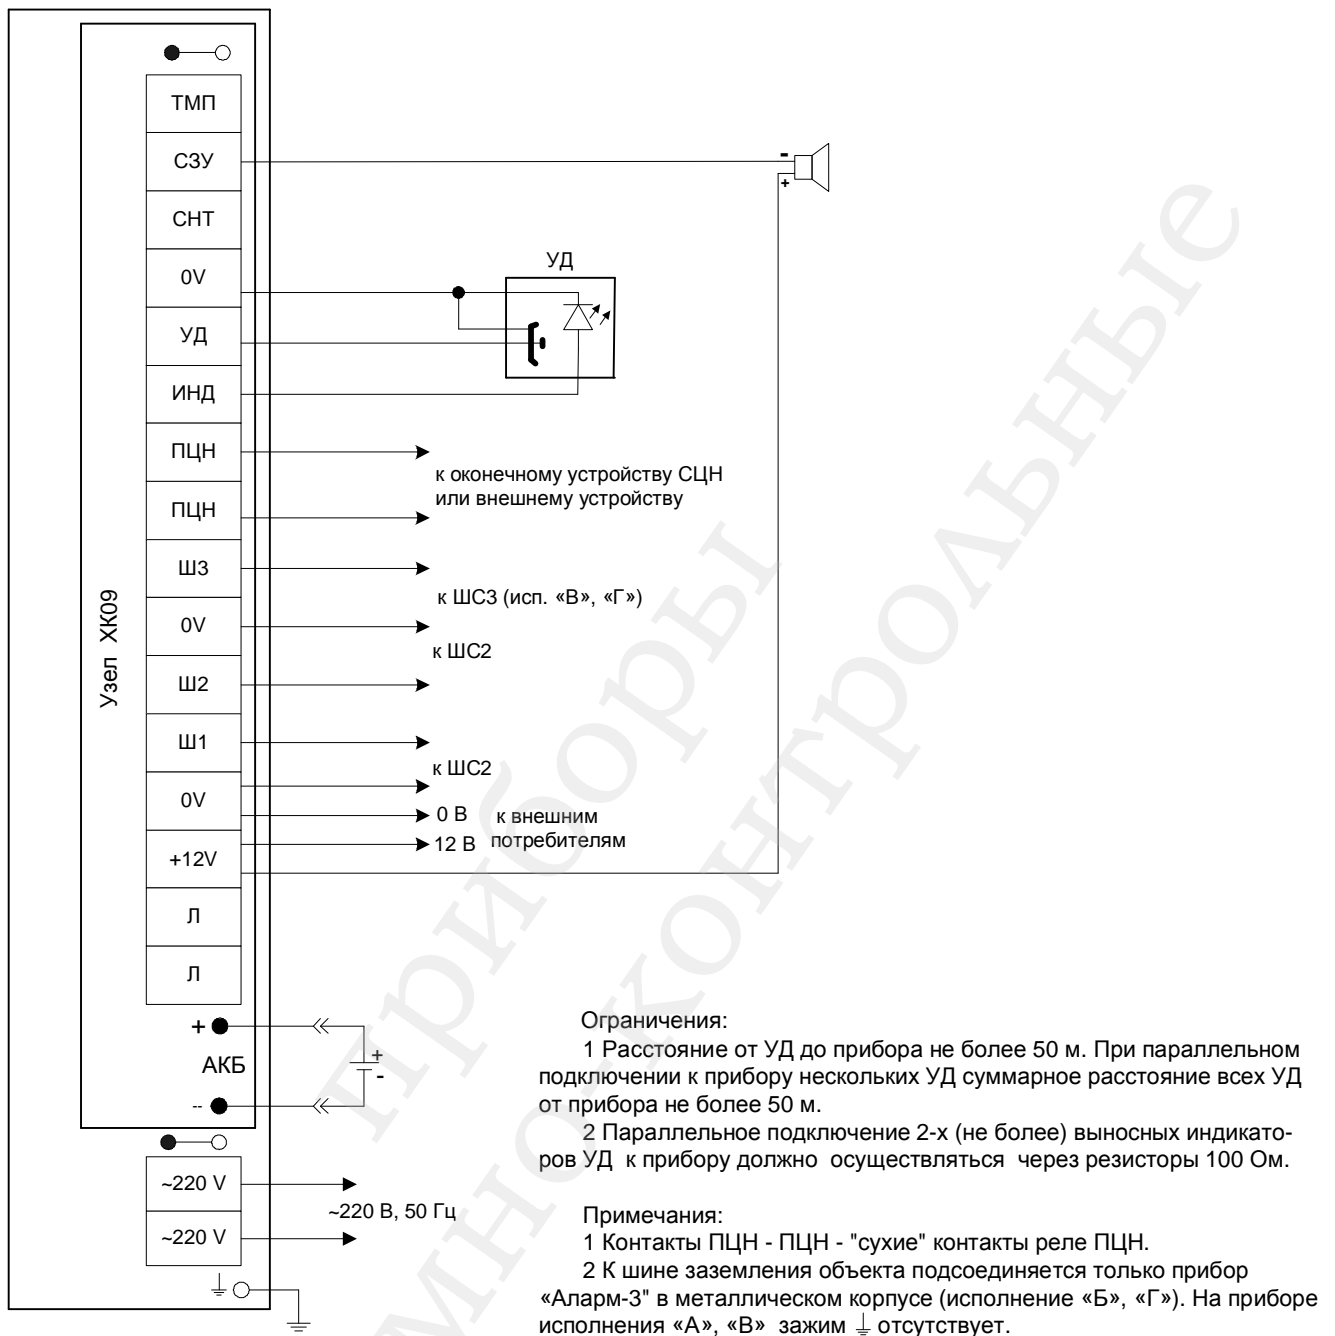 ТМП
СЗУ
-
+
СНТ
0V
УД
УД
ИНД
ПЦН
к оконечному устройству СЦН
или внешнему устройству
ПЦН
Ш3
к ШС3 (исп. «В», «Г»)
0V
к ШС2
Ш2
Узел ХК09
Ш1
к ШС2
0V
0 В к внешним
12 В потребителям
+12V
Л
Л
+
АКБ
+
-
--
~220 V
~220 В, 50 Гц
~220 V
Ограничения:
1 Расстояние от УД до прибора не более 50 м. При параллельном
подключении к прибору нескольких УД суммарное расстояние всех УД
от прибора не более 50 м.
2 Параллельное подключение 2-х (не более) выносных индикато-
ров УД к прибору должно осуществляться через резисторы 100 Ом.
Примечания:
1 Контакты ПЦН - ПЦН - "сухие" контакты реле ПЦН.
2 К шине заземления объекта подсоединяется только прибор
«Аларм-3" в металлическом корпусе (исполнение «Б», «Г»). На приборе
исполнения «А», «В» зажим ⏚ отсутствует.
приборы
мно-контрольные